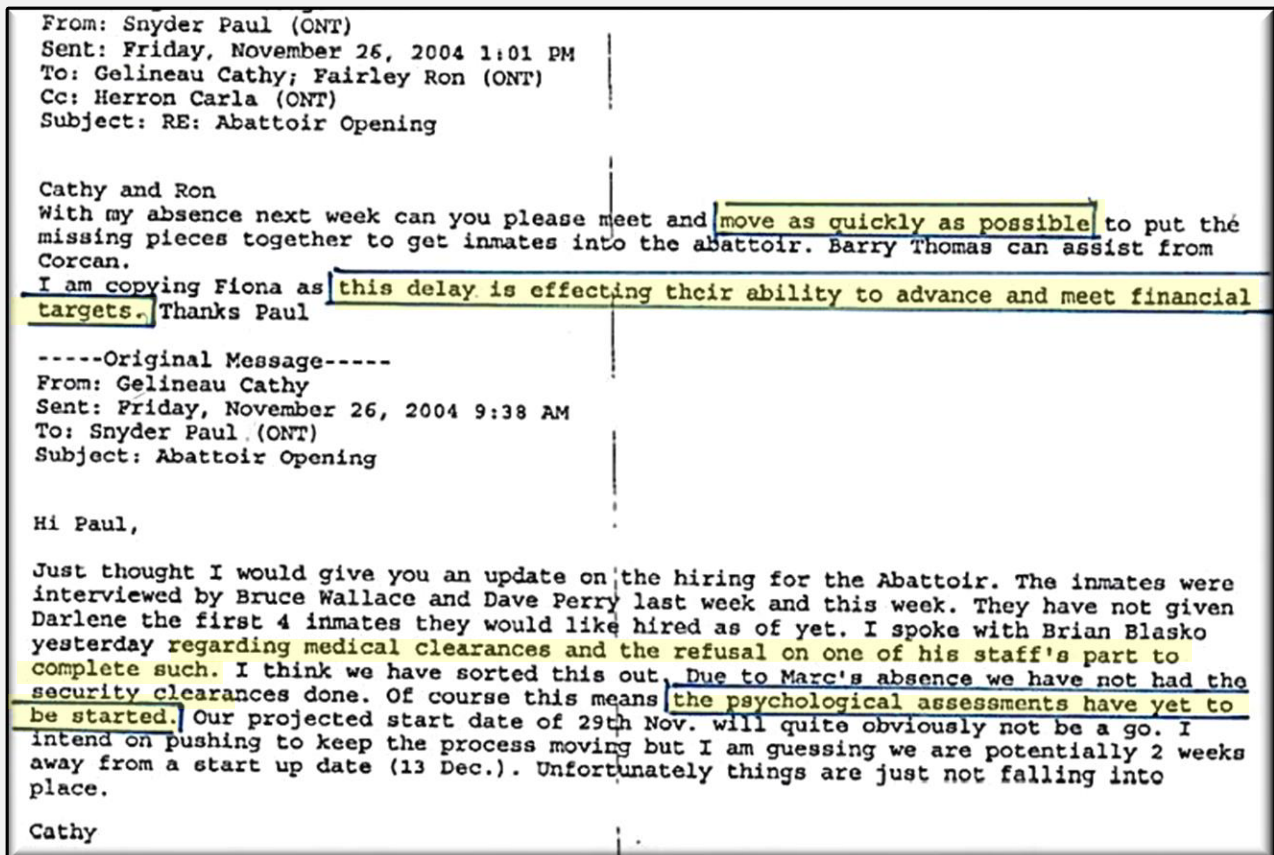 From: Snyder Paul (ONT)
Sent: Friday, November 26, 2004 1:01 PM
To: Gelineau Cathy; Fairley Ron (ONT)
Cc: Herron Carla (ONT)
Subject: RE: Abattoir Opening
Cathy and Ron
With my absence next week can you please meet and move as quickly as possible to put the
missing pieces together to get inmates into the abattoir. Barry Thomas can assist from
Corcan.
I am copying Fiona as this delay is effecting their ability to advance and meet financial
targets. Thanks Paul
-----Original Message-----
From: Gelineau Cathy
Sent: Friday, November 26, 2004 9:38 AM
To: Snyder Paul (ONT)
Subject: Abattoir Opening
Hi Paul,
Just thought I would give you an update on the hiring for the Abattoir. The inmates were
interviewed by Bruce Wallace and Dave Perry last week and this week. They have not given
Darlene the first 4 inmates they would like hired as of yet. I spoke with Brian Blasko
yesterday regarding medical clearances and the refusal on one of his staff's part to
complete such. I think we have sorted this out. Due to Marc's absence we have not had the
security clearances done. Of course this means the psychological assessments have yet to
be started. Our projected start date of 29th Nov. will quite obviously not be a go. I
intend on pushing to keep the process moving but I am guessing we are potentially 2 weeks
away from a start up date (13 Dec.). Unfortunately things are just not falling into
place.
Cathy